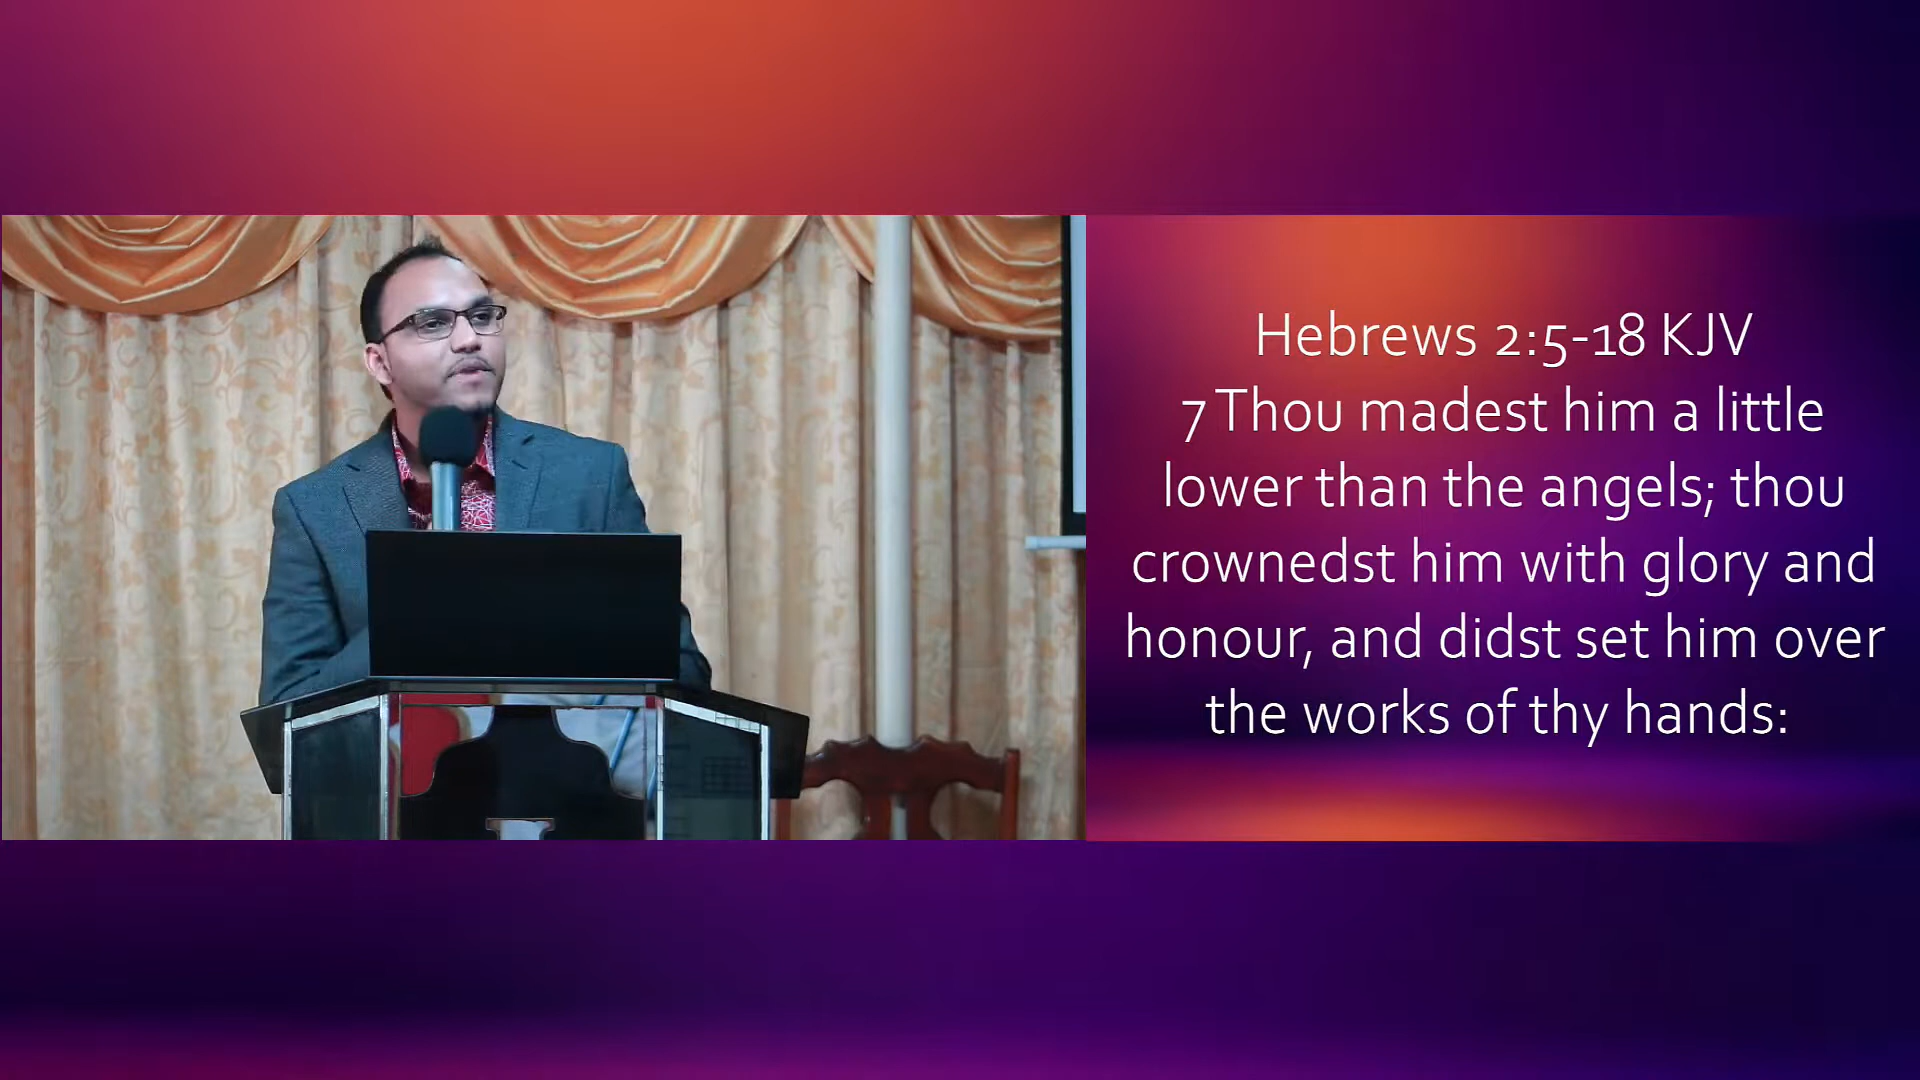 Hebrews 2:5-18 KJV
7 Thou madest him a little
lower than the angels; thou
crownedst him with glory and
honour, and didst set him over
the works of thy hands: